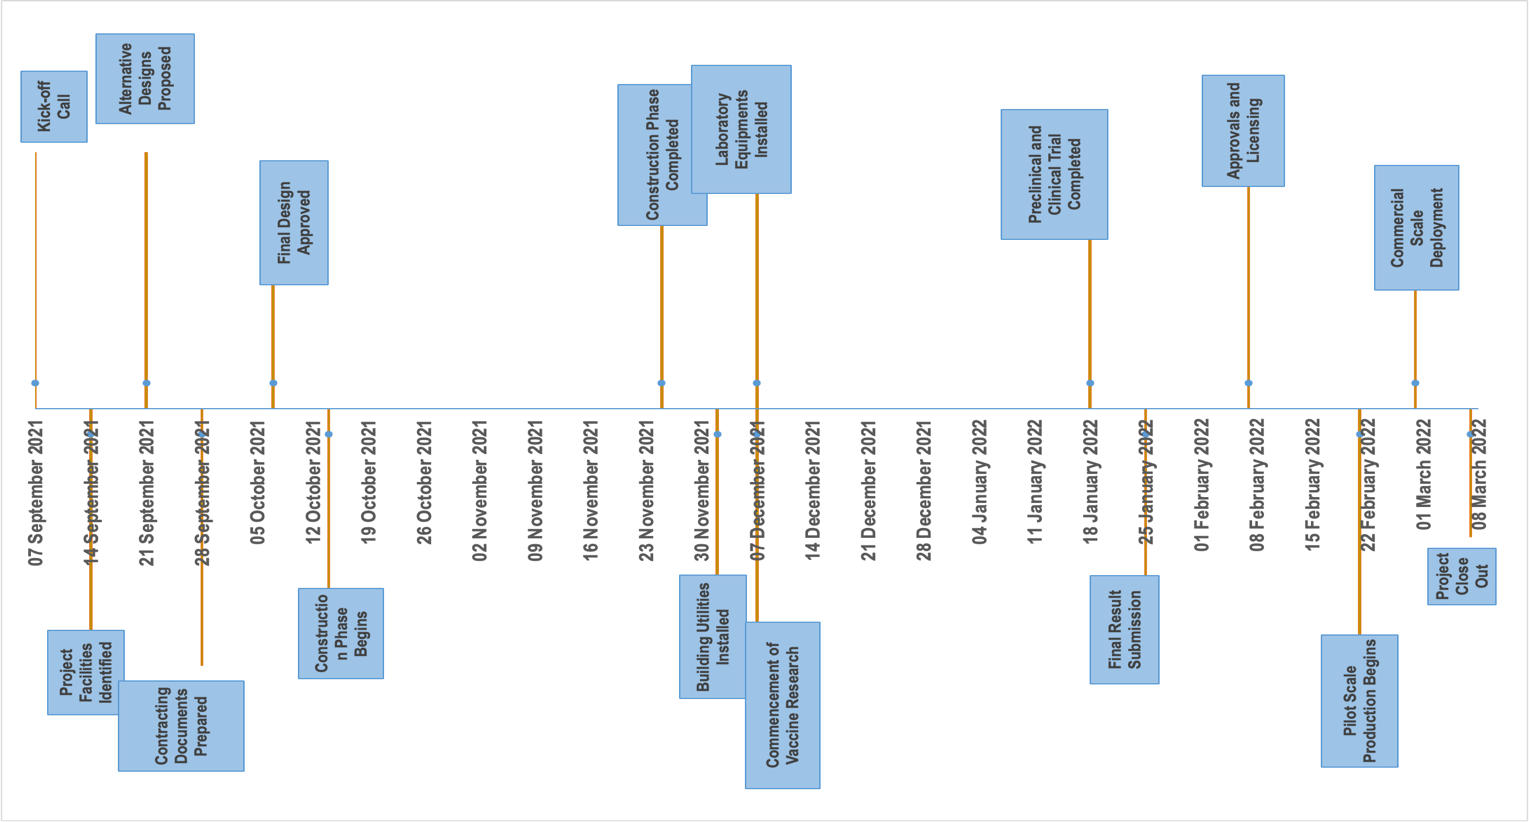 Kick-off
Call
Alternative
Designs
Proposed
Final Design
Approved
Construction Phase
Completed
Laboratory
Equipments
Installed
Preclinical and
Clinical Trial
Completed
Approvals and
Licensing
Commercial
Scale
Deployment
07 September 2021
14 September 2021
21 September 2021
28 September 2021
05 October 2021
12 October 2021
19 October 2021
26 October 2021
02 November 2021
09 November 2021
16 November 2021
23 November 2021
30 November 2021
07 December 2021
14 December 2021
21 December 2021
28 December 2021
04 January 2022
11 January 2022
18 January 2022
25 January 2022
01 February 2022
08 February 2022
15 February 2022
22 February 2022
01 March 2022
08 March 2022
Project
Facilities
Identified
Contracting
Documents
Prepared
Constructio
n Phase
Begins
Building Utilities
Installed
Commencement of
Vaccine Research
Final Result
Submission
Pilot Scale
Production Begins
Project
Close
Out